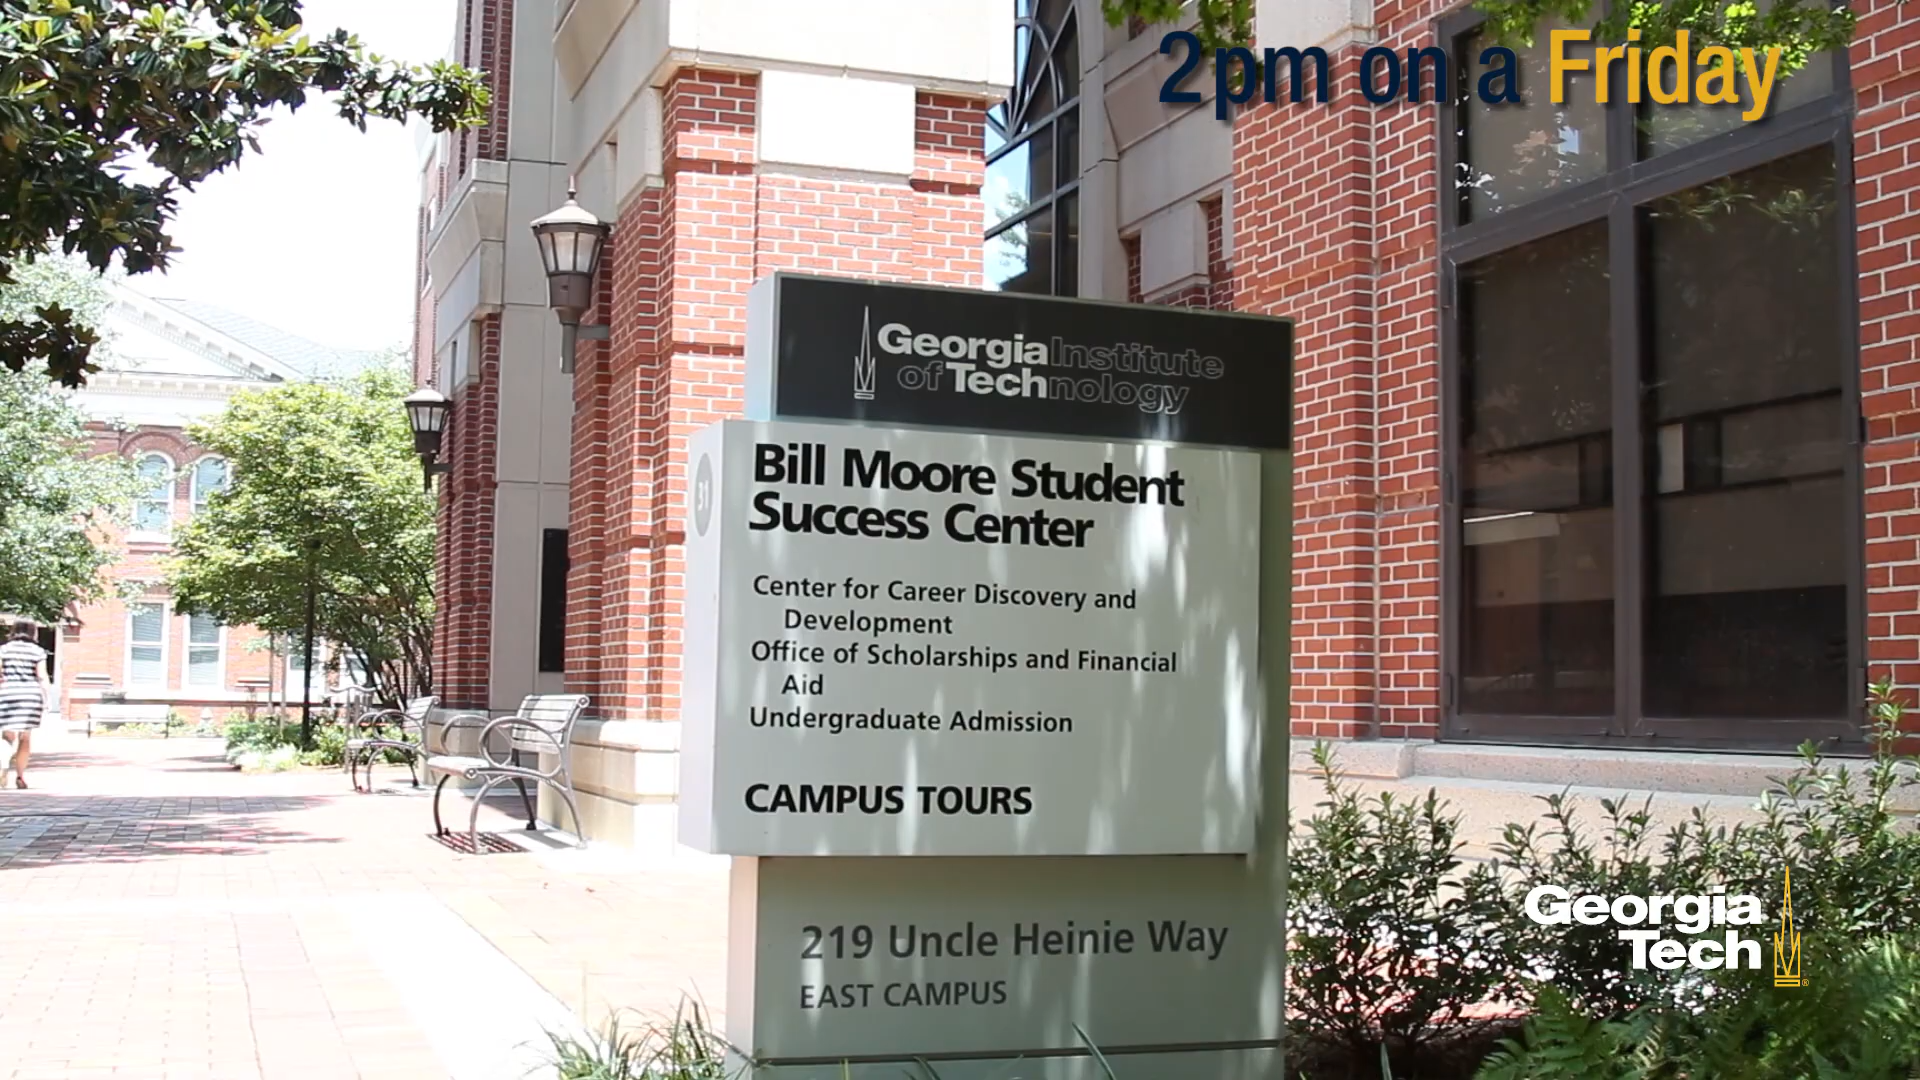 2pm on a Friday
Georgia Institute
of Technology
31
Bill Moore Student
Success Center
Center for Career Discovery and
Development
Office of Scholarships and Financial
Aid
Undergraduate Admission
CAMPUS TOURS
219 Uncle Heinie Way
EAST CAMPUS
Georgia
Tech